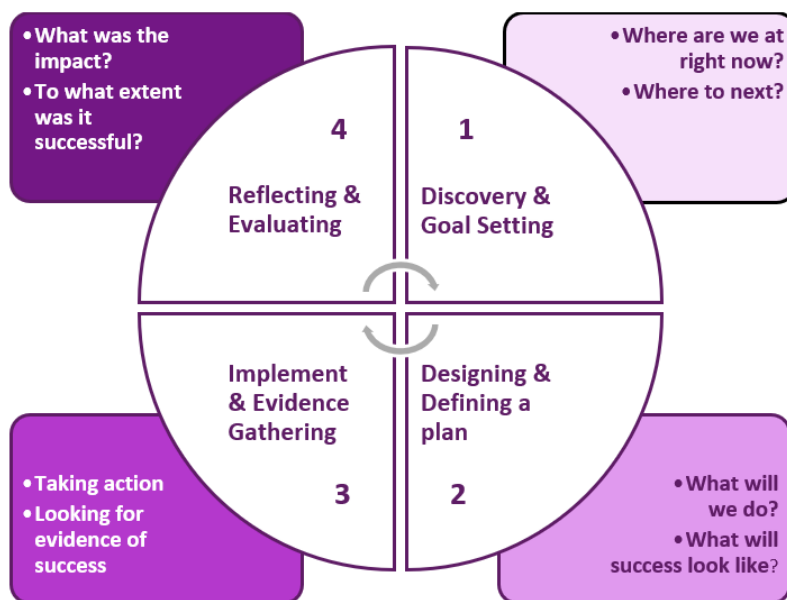 •What was the
impact?
•To what extent
was it
successful?
•Where are we at
right now?
•Where to next?
4
Reflecting &
Evaluating
1
Discovery &
Goal Setting
Implement
& Evidence
Gathering
3
Designing &
Defining a
plan
2
•Taking action
•Looking for
evidence of
success
•What will
we do?
•What will
success look like?